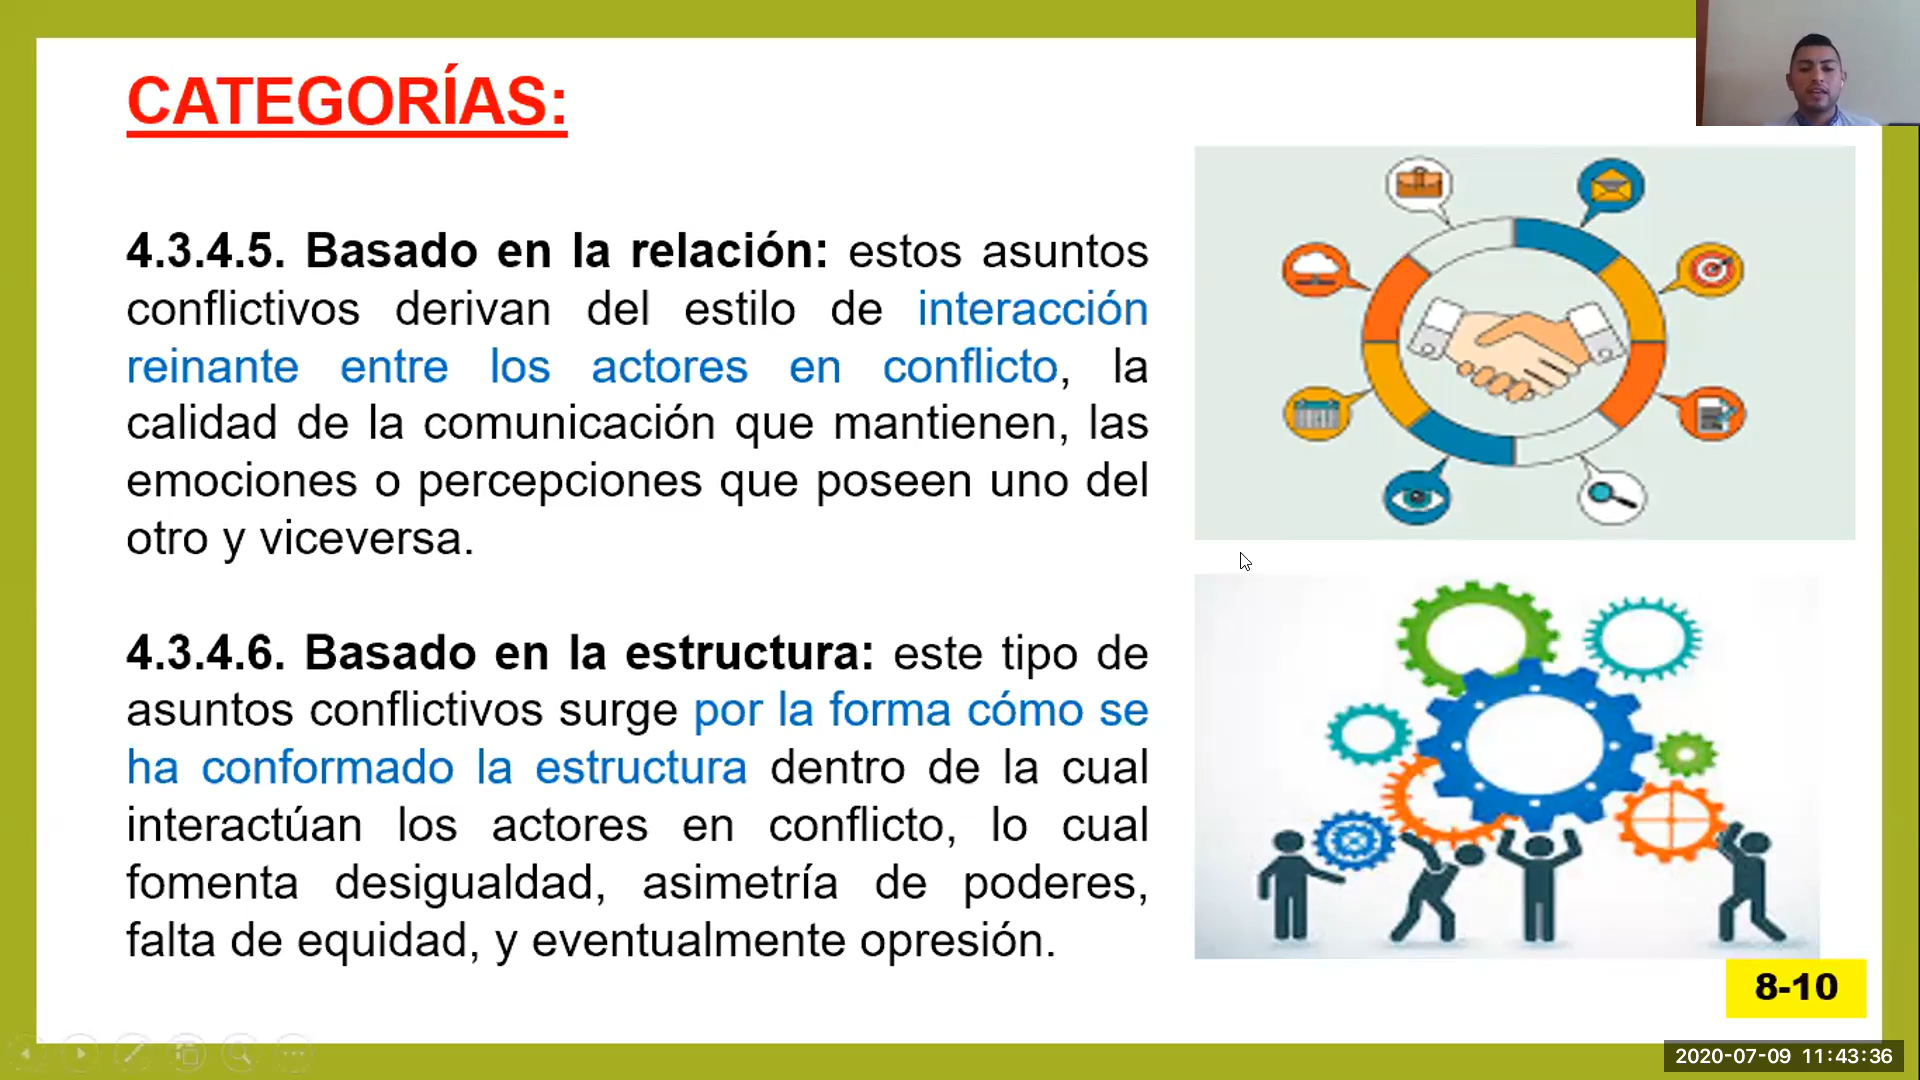 CATEGORÍAS:
4.3.4.5. Basado en la relación: estos asuntos
conflictivos derivan del estilo de interacción
reinante entre los actores en conflicto, la
calidad de la comunicación que mantienen, las
emociones o percepciones que poseen uno del
otro y viceversa.
4.3.4.6. Basado en la estructura: este tipo de
asuntos conflictivos surge por la forma cómo se
ha conformado la estructura dentro de la cual
interactúan los actores en conflicto, lo cual
fomenta desigualdad, asimetría de poderes,
falta de equidad, y eventualmente opresión.
8-10
2020-07-09 11:43:36